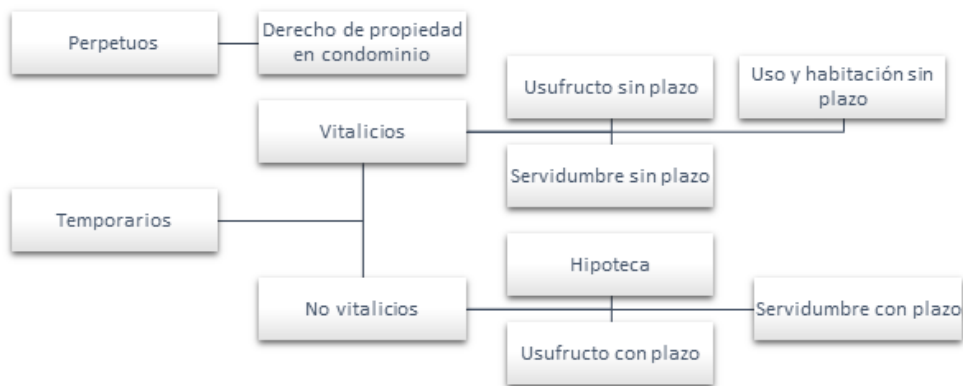 Perpetuos
Derecho de propiedad
en condominio
Vitalicios
Usufructo sin plazo
Uso y habitación sin
plazo
Servidumbre sin plazo
Temporarios
No vitalicios
Hipoteca
Servidumbre con plazo
Usufructo con plazo